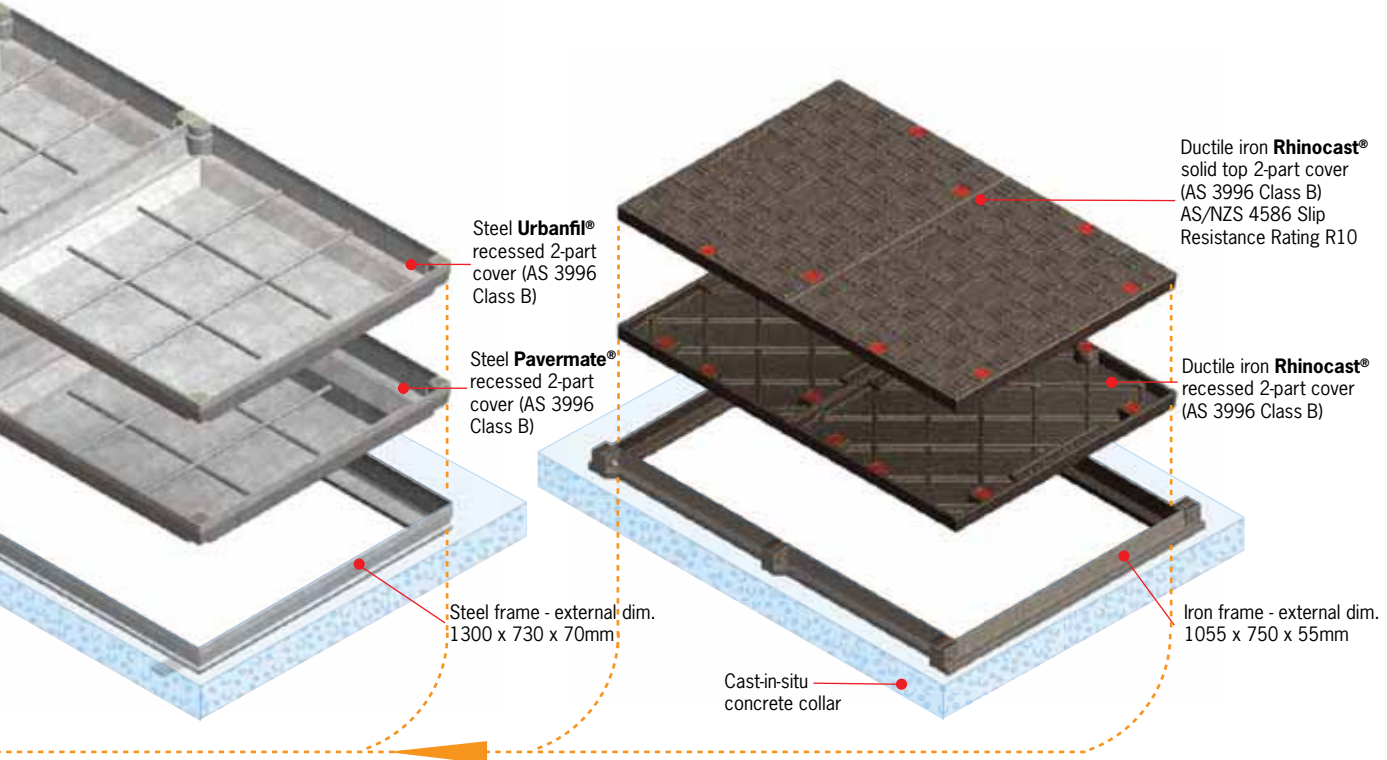 Steel Urbanfil®
recessed 2-part
cover (AS 3996
Class B)
Steel Pavermate®
recessed 2-part
cover (AS 3996
Class B)
Steel frame - external dim.
1300 x 730 x 70mm
Ductile iron Rhinocast®
solid top 2-part cover
(AS 3996 Class B)
AS/NZS 4586 Slip
Resistance Rating R10
Ductile iron Rhinocast®
recessed 2-part cover
(AS 3996 Class B)
Iron frame - external dim.
1055 x 750 x 55mm
Cast-in-situ
concrete collar